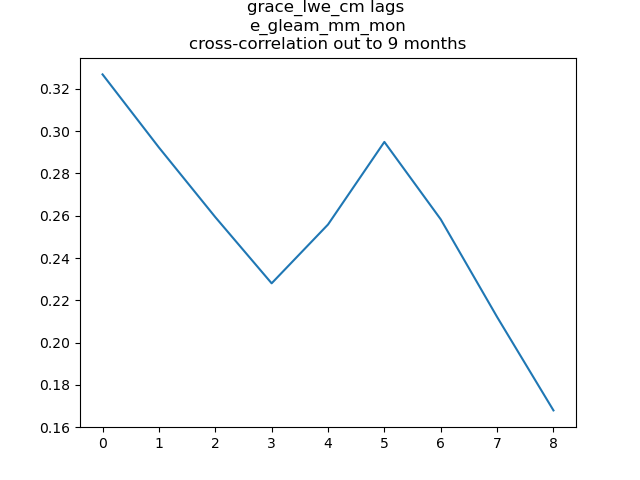 grace_lwe_cm lags
e_gleam_mm_mon
cross-correlation out to 9 months
0.32
0.30
0.28
0.26
0.24
0.22
0.20
0.18
0.16
0 1 2 3 4 5 6 7 8